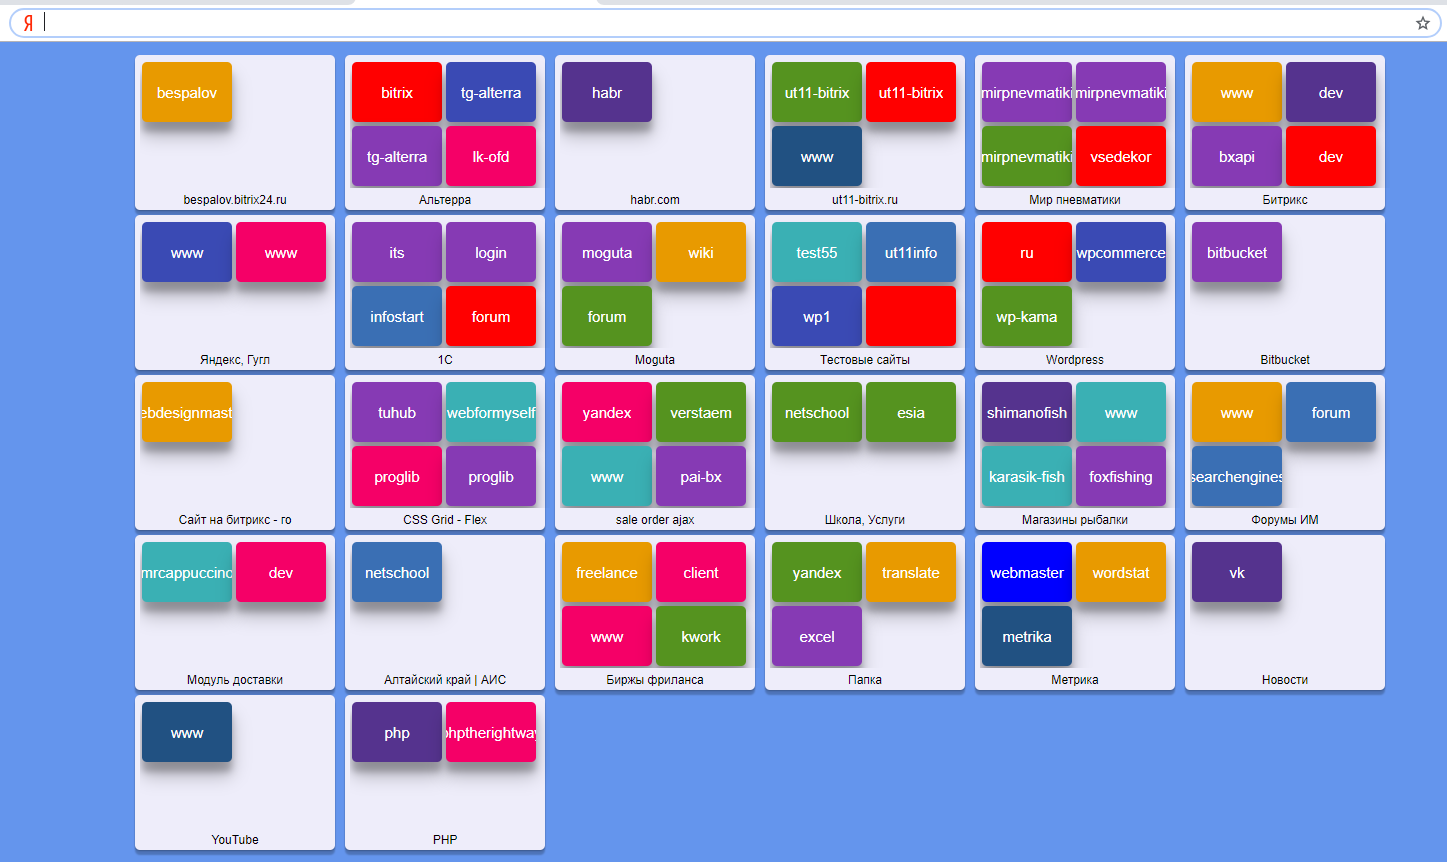 Я
bespalov
bespalov.bitrix24.ru
bitrix tg-alterra
tg-alterra lk-ofd
Альтерра
habr
habr.com
ut11-bitrix ut11-bitrix
www
ut11-bitrix.ru
mirpnevmatiki mirpnevmatiki
mirpnevmatiki vsedekor
Мир пневматики
www dev
bxapi dev
Битрикс
www www
Яндекс, Гугл
its login
infostart forum
1С
moguta wiki
forum
Moguta
test55 ut11info
wp1
Тестовые сайты
ru wpcommerce
wp-kama
Wordpress
bitbucket
Bitbucket
ebdesignmast
Сайт на битрикс - го
tuhub webformyself
proglib proglib
CSS Grid - Flex
yandex verstaem
www pai-bx
sale order ajax
netschool esia
Школа, Услуги
shimanofish www
karasik-fish foxfishing
Магазины рыбалки
www forum
searchengines
Форумы ИМ
mrcappuccino dev
Модуль доставки
netschool
Алтайский край | АИС
freelance client
www kwork
Биржы фриланса
yandex translate
excel
Папка
webmaster wordstat
metrika
Метрика
vk
Новости
www
YouTube
php phptherightway
PHP